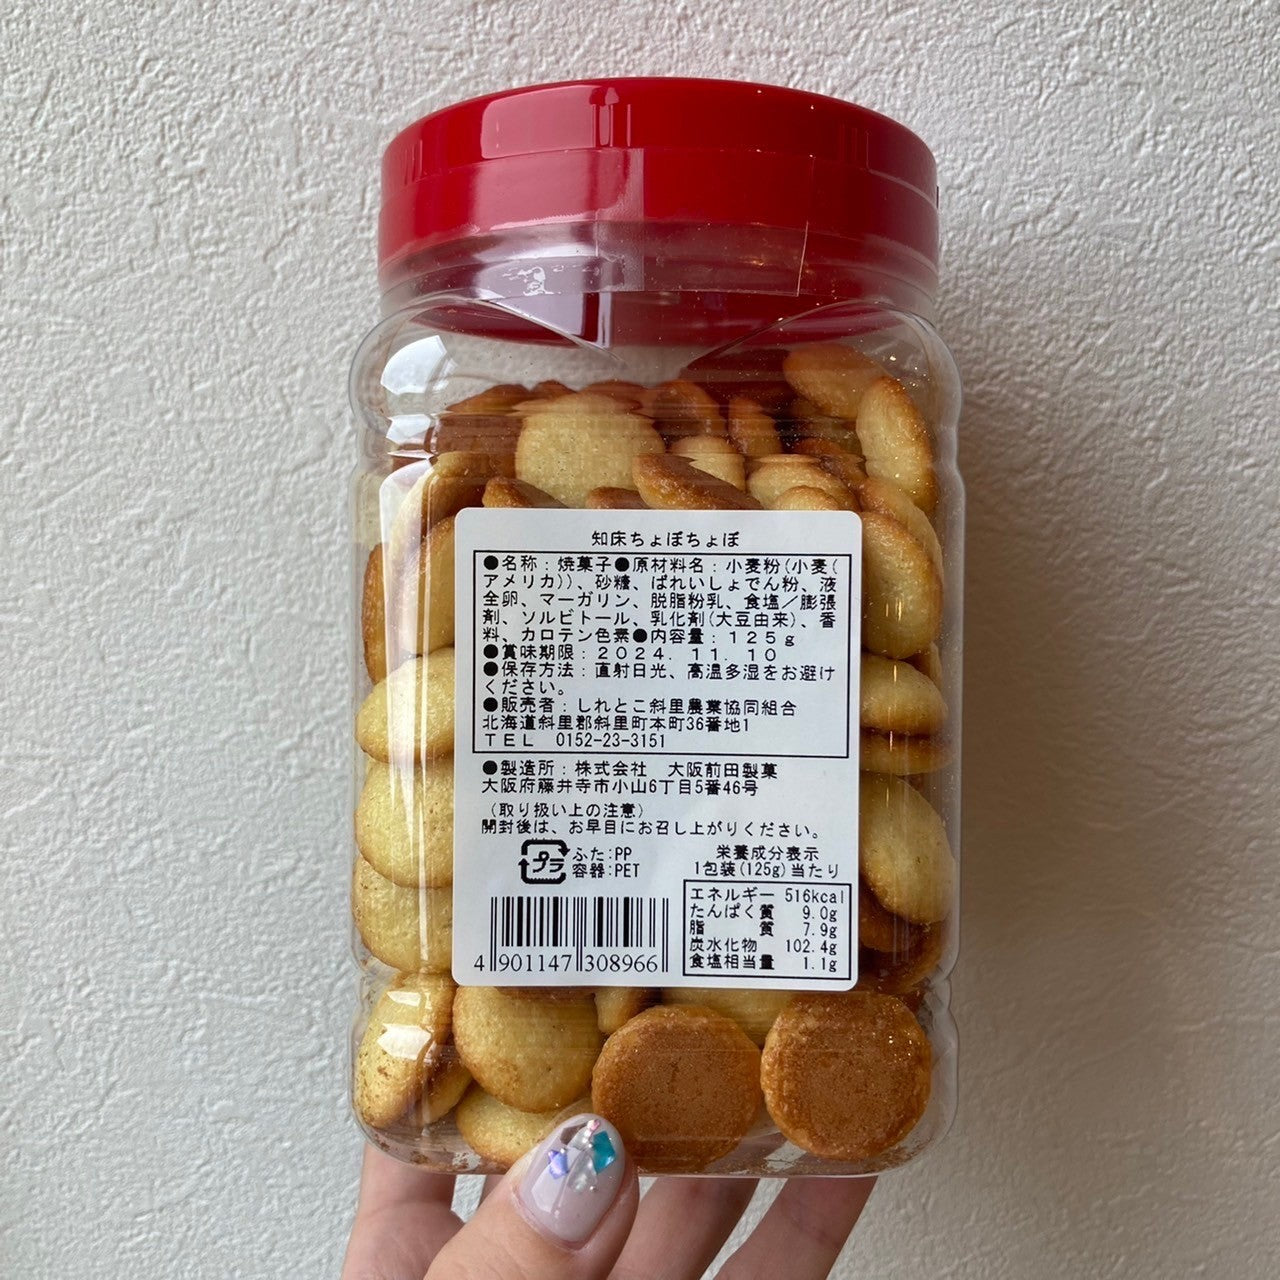 知床ちょぼちょぼ
●名称：焼菓子●原材料名：小麦粉(小麦(
アメリカ))、砂糖、ばれいしょでん粉、液
全卵、マーガリン、脱脂粉乳、食塩／膨張
剤、ソルビトール、乳化剤(大豆由来)、香
料、カロテン色素●内容量：１２５ｇ
●賞味期限：２０２４．１１．１０
●保存方法：直射日光、高温多湿をお避け
ください。
●販売者：しれとこ斜里農業協同組合
北海道斜里郡斜里町本町36番地1
ＴＥＬ 0152-23-3151
●製造所：株式会社 大阪前田製菓
大阪府藤井寺市小山6丁目5番46号
（取り扱い上の注意）
開封後は、お早目にお召し上がりください。
プラ
ふた:PP
容器:PET
栄養成分表示
1包装(125g)当たり
エネルギー 516kcal
たんぱく質 9.0g
脂質 7.9g
炭水化物 102.4g
食塩相当量 1.1g
4 901147 308966